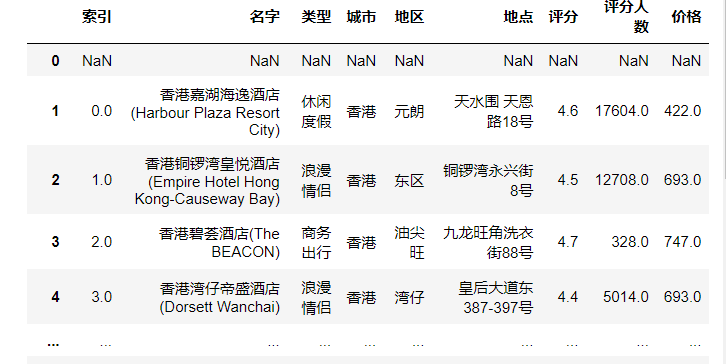 索引 名字 类型 城市 地区 地点 评分 评分人数 价格
0 NaN NaN NaN NaN NaN NaN NaN NaN NaN
1 0.0 香港嘉湖海逸酒店(Harbour Plaza Resort City) 休闲度假 香港 元朗 天水围 天恩路18号 4.6 17604.0 422.0
2 1.0 香港铜锣湾皇悦酒店(Empire Hotel Hong Kong-Causeway Bay) 浪漫情侣 香港 东区 铜锣湾永兴街8号 4.5 12708.0 693.0
3 2.0 香港碧荟酒店(The BEACON) 商务出行 香港 油尖旺 九龙旺角洗衣街88号 4.7 328.0 747.0
4 3.0 香港湾仔帝盛酒店(Dorsett Wanchai) 浪漫情侣 香港 湾仔 皇后大道东387-397号 4.4 5014.0 693.0
... ... ... ... ... ... ... ... ... ...